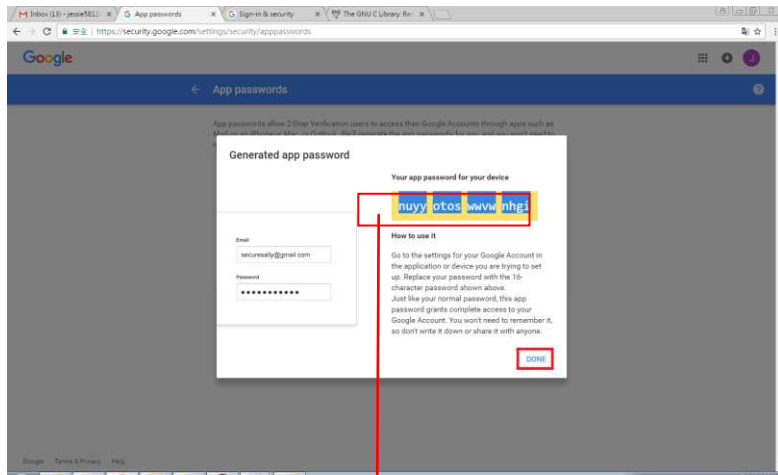 Inbox (13) - jessie5812
App passwords
Sign-in & security
The GNU C Library: Re
https://security.google.com/settings/security/apppasswords
Google
J
App passwords
App passwords allow 2-Step Verification users to access their Google Accounts through apps such as
Generated app password
Your app password for your device
nuyy otos wwvw nhgi
How to use it
Go to the settings for your Google Account in
the application or device you are trying to set
up. Replace your password with the 16-
character password shown above.
Just like your normal password, this app
password grants complete access to your
Google Account. You won't need to remember it,
so don't write it down or share it with anyone.
Email
securesally@gmail.com
Password
DONE
Google Terms & Privacy Help